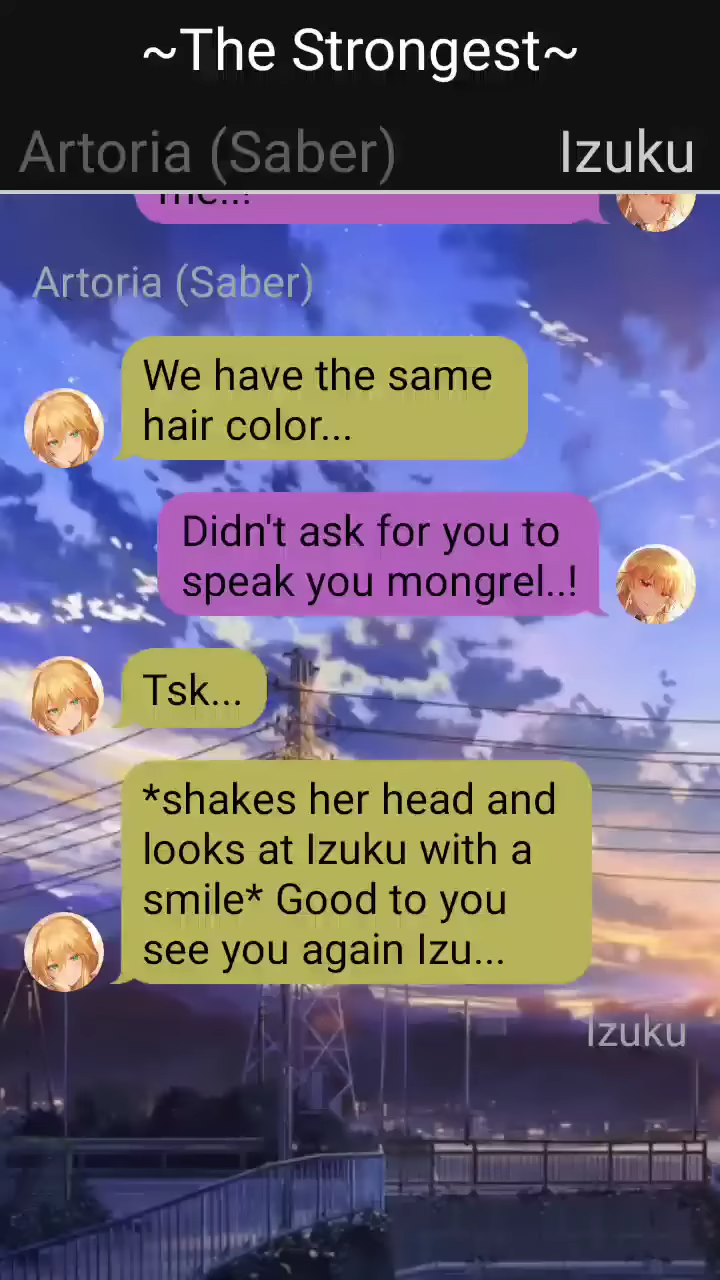 ~The Strongest~
Artoria (Saber)
Izuku
me..!
Artoria (Saber)
We have the same
hair color...
Didn't ask for you to
speak you mongrel..!
Tsk...
*shakes her head and
looks at Izuku with a
smile* Good to you
see you again Izu...
Izuku